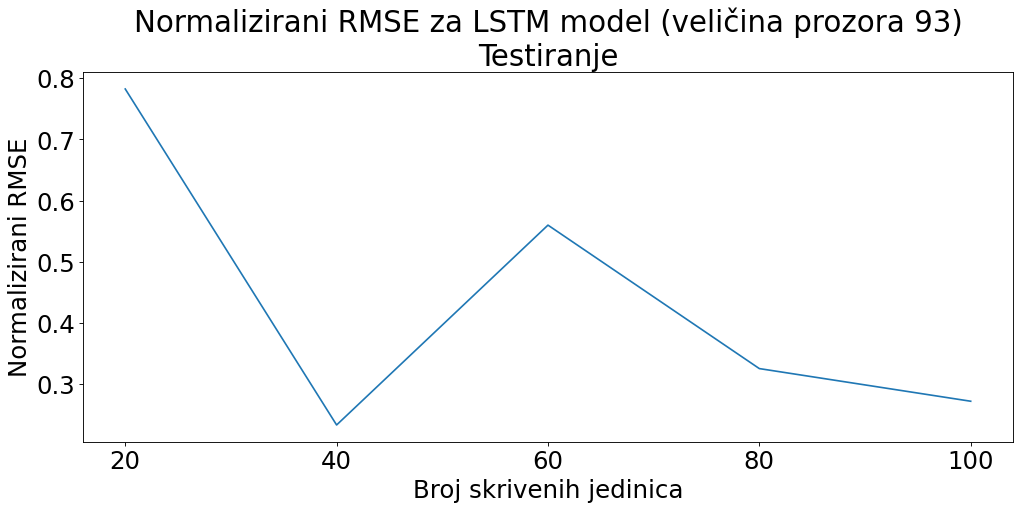 Normalizirani RMSE za LSTM model (veličina prozora 93)
Testiranje
Normalizirani RMSE
0.8
0.7
0.6
0.5
0.4
0.3
20 40 60 80 100
Broj skrivenih jedinica